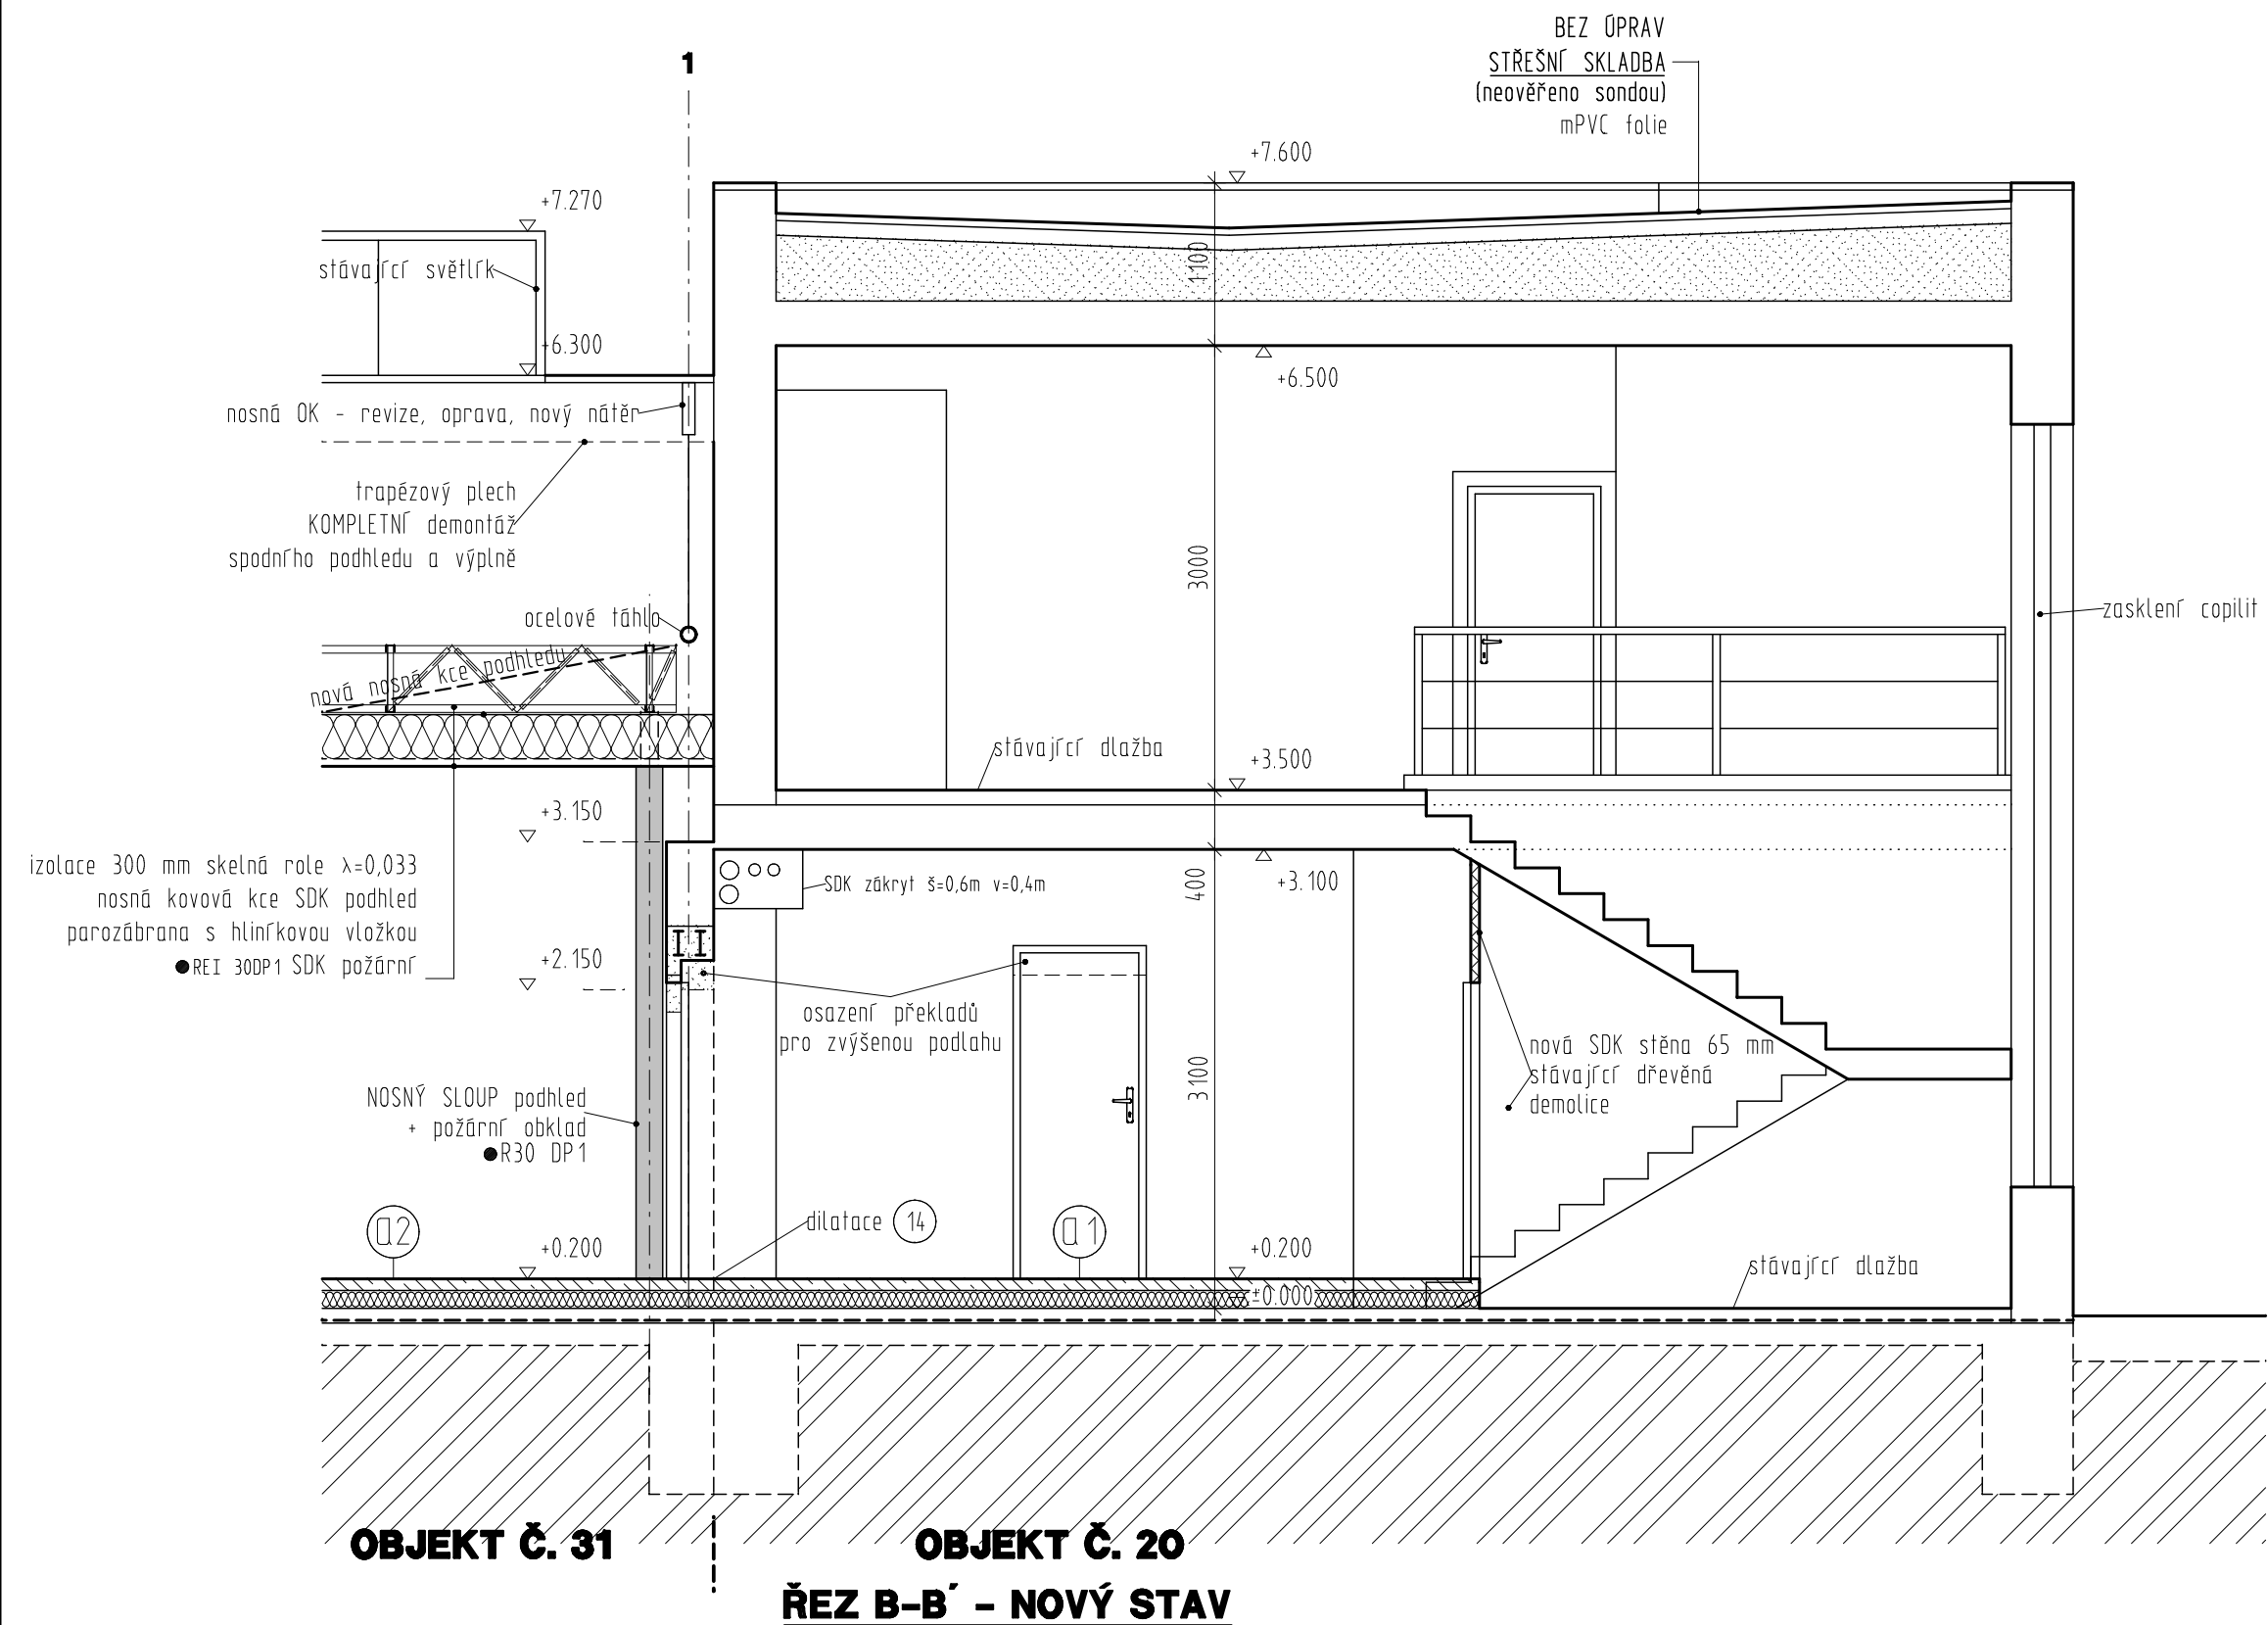 BEZ ÚPRAV
STŘEŠNÍ SKLADBA
(neověřeno sondou)
mPVC folie
1
+7.600
+7.270
stávající světlík
1100
+6.300
+6.500
nosná OK - revize, oprava, nový nátěr
trapézový plech
KOMPLETNÍ demontáž
spodního podhledu a výplně
3000
ocelové táhlo
zasklení copilit
nová nosná kce podhledu
stávající dlažba
+3.500
+3.150
izolace 300 mm skelná role λ=0,033
nosná kovová kce SDK podhled
parozábrana s hliníkovou vložkou
●REI 30DP1 SDK požární
SDK zákryt š=0,6m v=0,4m
400
+3.100
+2.150
osazení překladů
pro zvýšenou podlahu
nová SDK stěna 65 mm
stávající dřevěná
demolice
3100
NOSNÝ SLOUP podhled
+ požární obklad
●R30 DP1
a2
dilatace 14
a1
+0.200
+0.200
±0.000
stávající dlažba
OBJEKT Č. 31
OBJEKT Č. 20
ŘEZ B-B´ - NOVÝ STAV